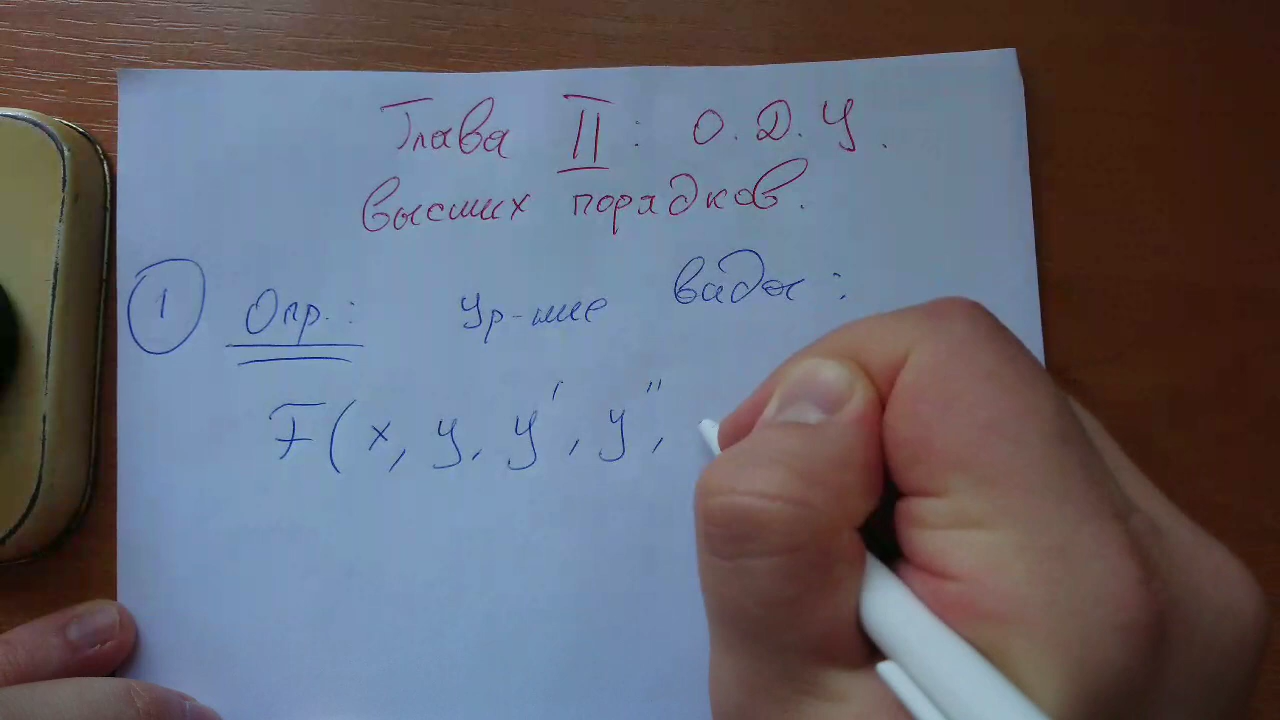 Глава II: О.Д.У.
высших порядков.
1 Опр.: Ур-ние вида:
F(x, y, y', y'',